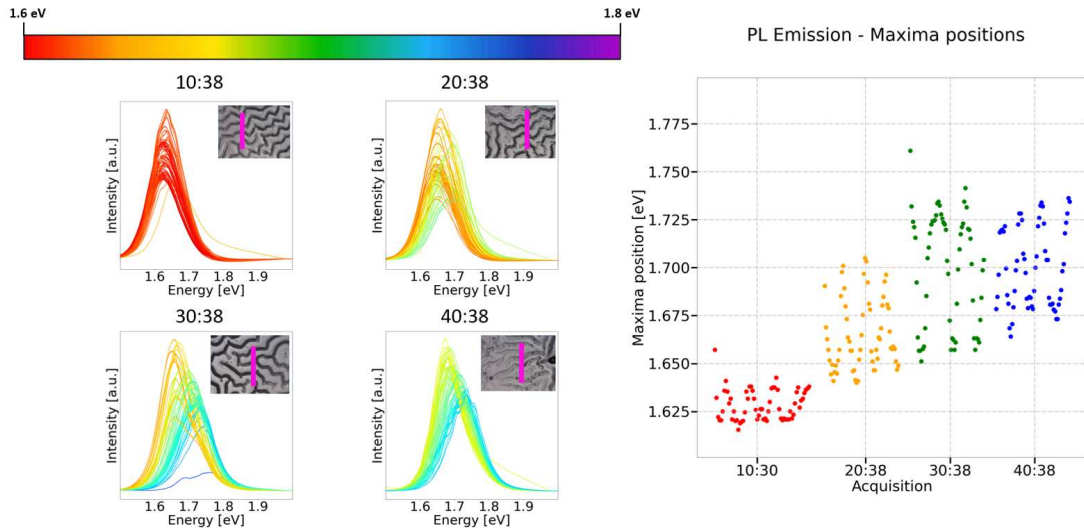 1.6 eV
1.8 eV
10:38
Intensity [a.u.]
1.6 1.7 1.8 1.9
Energy [eV]
20:38
Intensity [a.u.]
1.6 1.7 1.8 1.9
Energy [eV]
30:38
Intensity [a.u.]
1.6 1.7 1.8 1.9
Energy [eV]
40:38
Intensity [a.u.]
1.6 1.7 1.8 1.9
Energy [eV]
PL Emission - Maxima positions
Maxima position [eV]
1.775
1.750
1.725
1.700
1.675
1.650
1.625
10:30 20:38 30:38 40:38
Acquisition